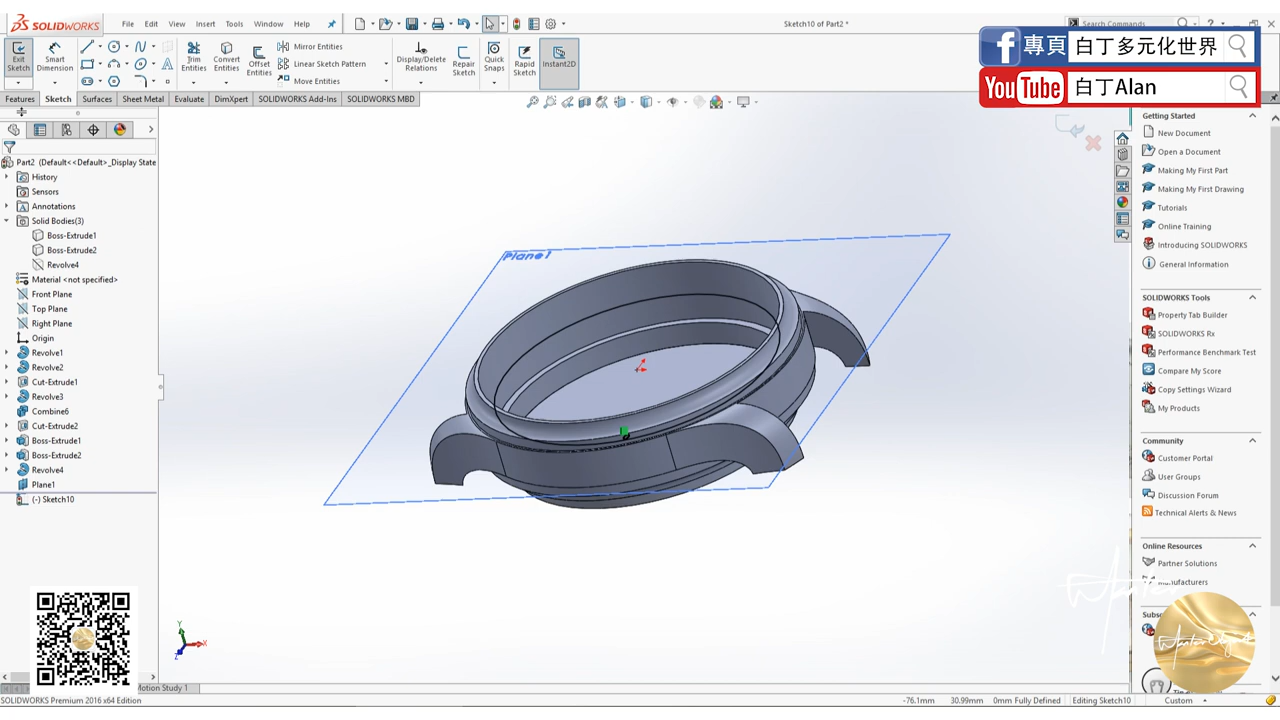 SOLIDWORKS
File Edit View Insert Tools Window Help
Sketch10 of Part2 *
Search Commands
Exit Sketch
Smart Dimension
Trim Entities
Convert Entities
Offset Entities
Mirror Entities
Linear Sketch Pattern
Move Entities
Display/Delete Relations
Repair Sketch
Quick Snaps
Rapid Sketch
Instant2D
專頁 白丁多元化世界
YouTube 白丁Alan
Features Sketch Surfaces Sheet Metal Evaluate DimXpert SOLIDWORKS Add-Ins SOLIDWORKS MBD
Part2 (Default<<Default>_Display State
History
Sensors
Annotations
Solid Bodies(3)
Boss-Extrude1
Boss-Extrude2
Revolve4
Material <not specified>
Front Plane
Top Plane
Right Plane
Origin
Revolve1
Revolve2
Cut-Extrude1
Revolve3
Combine6
Cut-Extrude2
Boss-Extrude1
Boss-Extrude2
Revolve4
Plane1
(-) Sketch10
Plane1
Y
X
Z
Getting Started
New Document
Open a Document
Making My First Part
Making My First Drawing
Tutorials
Online Training
Introducing SOLIDWORKS
General Information
SOLIDWORKS Tools
Property Tab Builder
SOLIDWORKS Rx
Performance Benchmark Test
Compare My Score
Copy Settings Wizard
My Products
Community
Customer Portal
User Groups
Discussion Forum
Technical Alerts & News
Online Resources
Partner Solutions
Manufacturers
Subsc
Motion Study 1
SOLIDWORKS Premium 2016 x64 Edition
-76.1mm 30.99mm 0mm Fully Defined Editing Sketch10 Custom